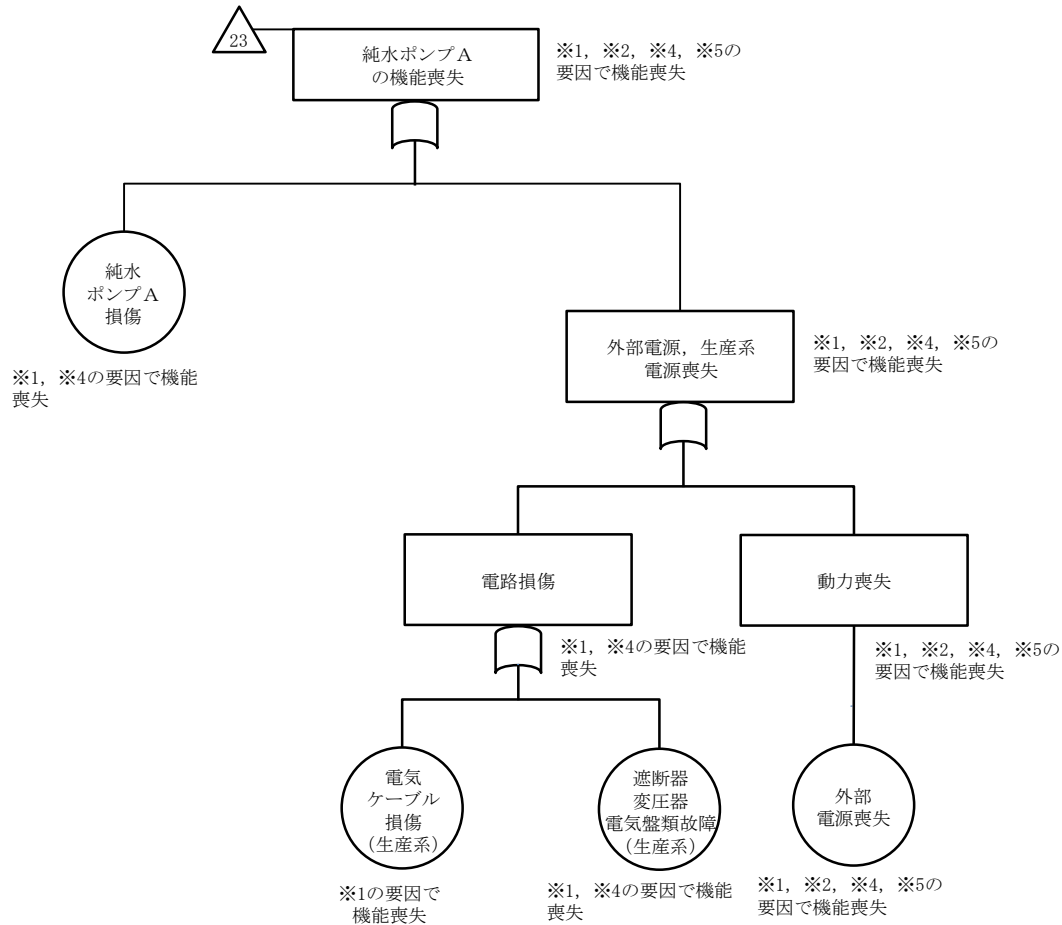 23
純水ポンプA
の機能喪失
※1，※2，※4，※5の
要因で機能喪失
純水
ポンプA
損傷
※1，※4の要因で機能
喪失
外部電源，生産系
電源喪失
※1，※2，※4，※5の
要因で機能喪失
電路損傷
※1，※4の要因で機能
喪失
動力喪失
※1，※2，※4，※5の
要因で機能喪失
電気
ケーブル
損傷
（生産系）
※1の要因で
機能喪失
遮断器
変圧器
電気盤類故障
（生産系）
※1，※4の要因で機能
喪失
外部
電源喪失
※1，※2，※4，※5の
要因で機能喪失